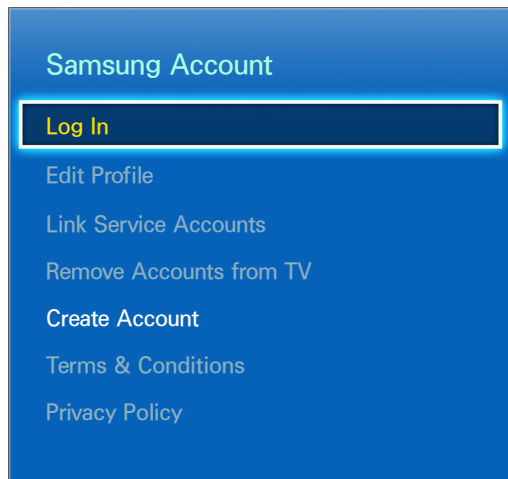 Samsung Account
Log In
Edit Profile
Link Service Accounts
Remove Accounts from TV
Create Account
Terms & Conditions
Privacy Policy